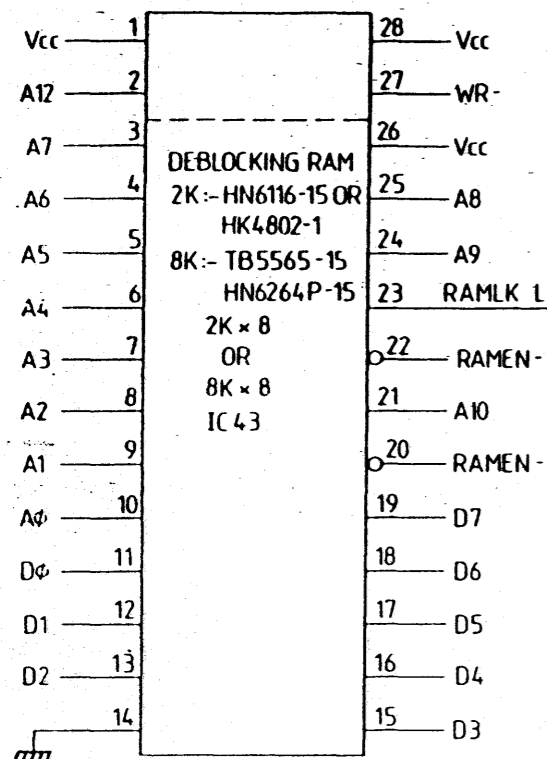 Vcc 1 28 Vcc
A12 2 27 WR-
A7 3 26 Vcc
DEBLOCKING RAM
A6 4 2K:-HN6116-15 OR 25 A8
HK4802-1
A5 5 24 A9
8K:- TB5565-15
A4 6 HN6264P-15 23 RAMLK 1
2K × 8
A3 7 OR 22 RAMEN-
8K × 8
A2 8 21 A10
IC 43
A1 9 20 RAMEN-
AΦ 10 19 D7
DΦ 11 18 D6
D1 12 17 D5
D2 13 16 D4
14 15 D3